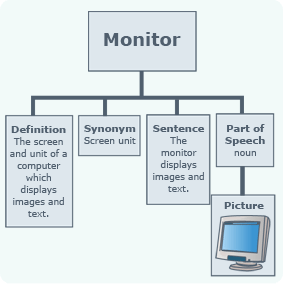 Monitor
Definition
The screen
and unit of a
computer
which
displays
images and
text.
Synonym
Screen unit
Sentence
The
monitor
displays
images and
text.
Part of
Speech
noun
Picture